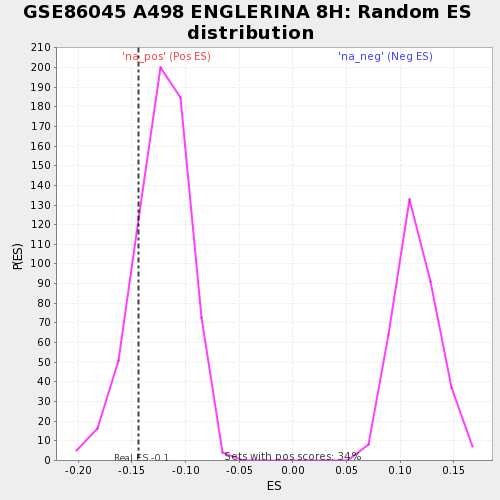 GSE86045 A498 ENGLERINA 8H: Random ES
distribution
'na_pos' (Pos ES)
'na_neg' (Neg ES)
210
200
190
180
170
160
150
140
130
120
110
100
90
80
70
60
50
40
30
20
10
0
P(ES)
Real ES -0.1
Sets with pos scores: 34%
-0.20 -0.15 -0.10 -0.05 0.00 0.05 0.10 0.15
ES